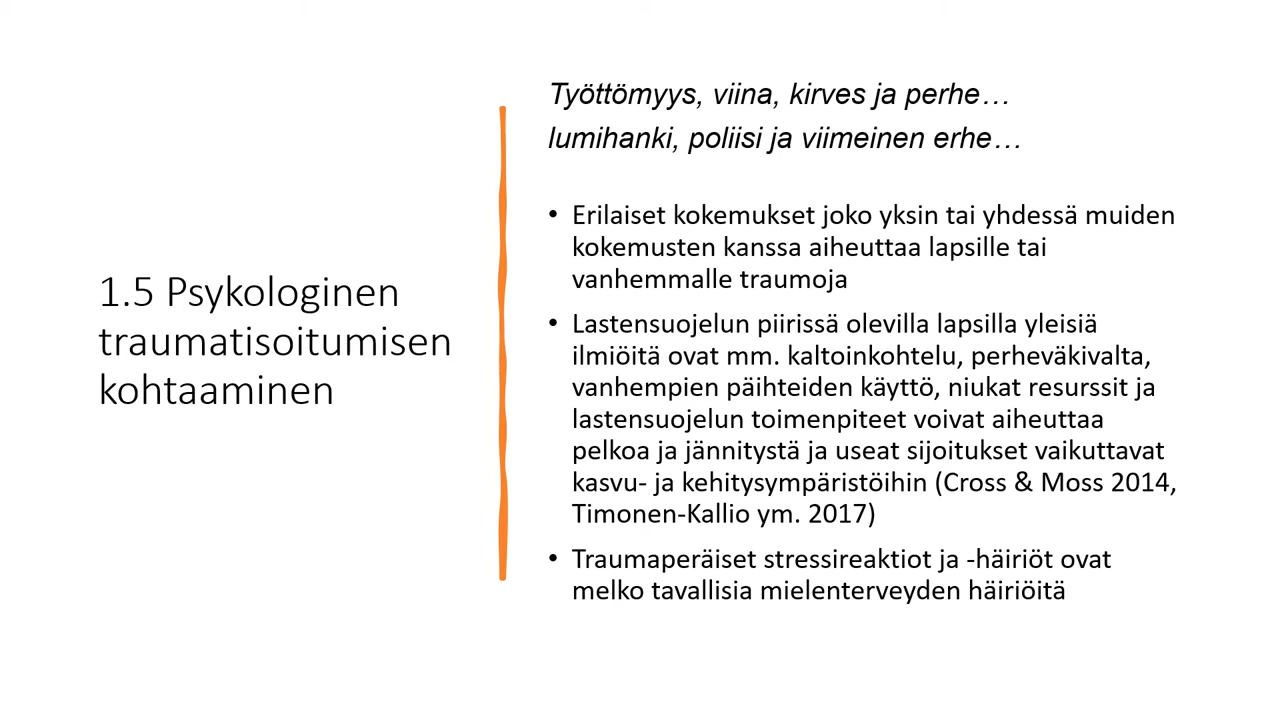 1.5 Psykologinen
traumatisoitumisen
kohtaaminen
Työttömyys, viina, kirves ja perhe…
lumihanki, poliisi ja viimeinen erhe…
• Erilaiset kokemukset joko yksin tai yhdessä muiden
kokemusten kanssa aiheuttaa lapsille tai
vanhemmalle traumoja
• Lastensuojelun piirissä olevilla lapsilla yleisiä
ilmiöitä ovat mm. kaltoinkohtelu, perheväkivalta,
vanhempien päihteiden käyttö, niukat resurssit ja
lastensuojelun toimenpiteet voivat aiheuttaa
pelkoa ja jännitystä ja useat sijoitukset vaikuttavat
kasvu- ja kehitysympäristöihin (Cross & Moss 2014,
Timonen-Kallio ym. 2017)
• Traumaperäiset stressireaktiot ja -häiriöt ovat
melko tavallisia mielenterveyden häiriöitä